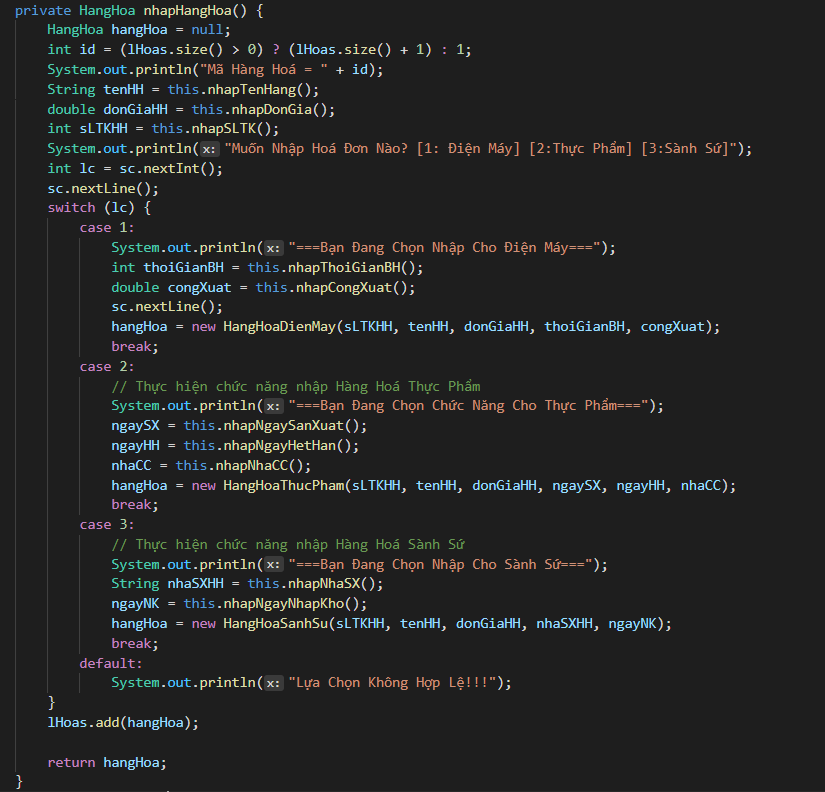 private HangHoa nhapHangHoa() {
HangHoa hangHoa = null;
int id = (lHoas.size() > 0) ? (lHoas.size() + 1) : 1;
System.out.println("Mã Hàng Hoá = " + id);
String tenHH = this.nhapTenHang();
double donGiaHH = this.nhapDonGia();
int sLTKHH = this.nhapSLTK();
System.out.println(x: "Muốn Nhập Hoá Đơn Nào? [1: Điện Máy] [2:Thực Phẩm] [3:Sành Sứ]");
int lc = sc.nextInt();
sc.nextLine();
switch (lc) {
case 1:
System.out.println(x: "===Bạn Đang Chọn Nhập Cho Điện Máy===");
int thoiGianBH = this.nhapThoiGianBH();
double congXuat = this.nhapCongXuat();
sc.nextLine();
hangHoa = new HangHoaDienMay(sLTKHH, tenHH, donGiaHH, thoiGianBH, congXuat);
break;
case 2:
// Thực hiện chức năng nhập Hàng Hoá Thực Phẩm
System.out.println(x: "===Bạn Đang Chọn Chức Năng Cho Thực Phẩm===");
ngaySX = this.nhapNgaySanXuat();
ngayHH = this.nhapNgayHetHan();
nhaCC = this.nhapNhaCC();
hangHoa = new HangHoaThucPham(sLTKHH, tenHH, donGiaHH, ngaySX, ngayHH, nhaCC);
break;
case 3:
// Thực hiện chức năng nhập Hàng Hoá Sành Sứ
System.out.println(x: "===Bạn Đang Chọn Nhập Cho Sành Sứ===");
String nhaSXHH = this.nhapNhaSX();
ngayNK = this.nhapNgayNhapKho();
hangHoa = new HangHoaSanhSu(sLTKHH, tenHH, donGiaHH, nhaSXHH, ngayNK);
break;
default:
System.out.println(x: "Lựa Chọn Không Hợp Lệ!!!");
}
lHoas.add(hangHoa);
return hangHoa;
}